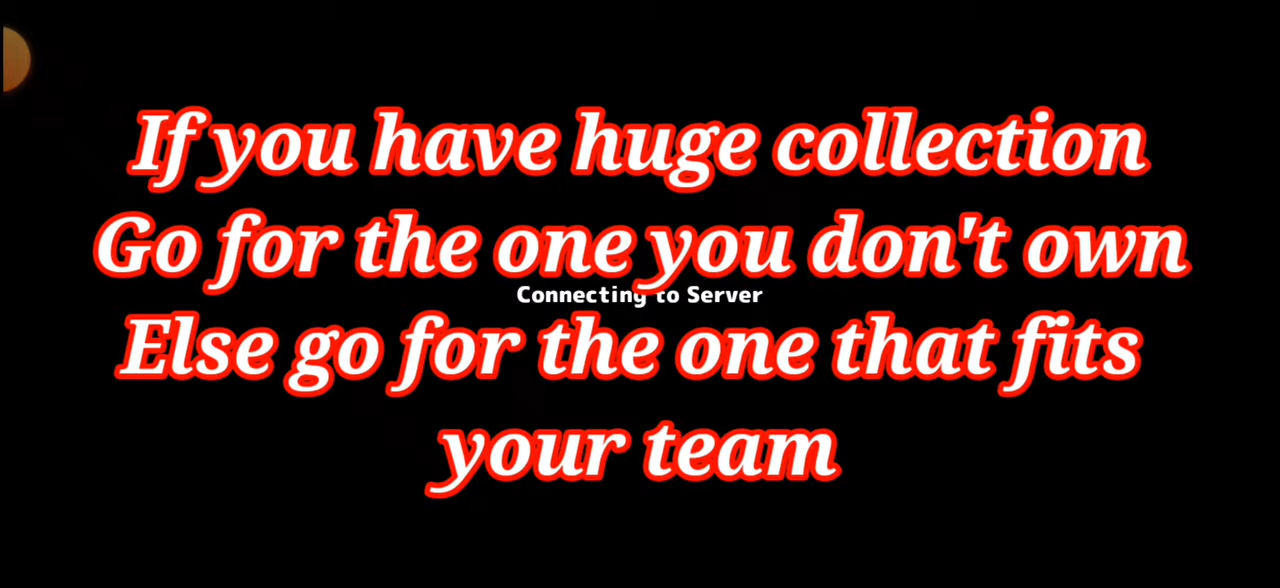 If you have huge collection
Go for the one you don't own
Connecting to Server
Else go for the one that fits
your team